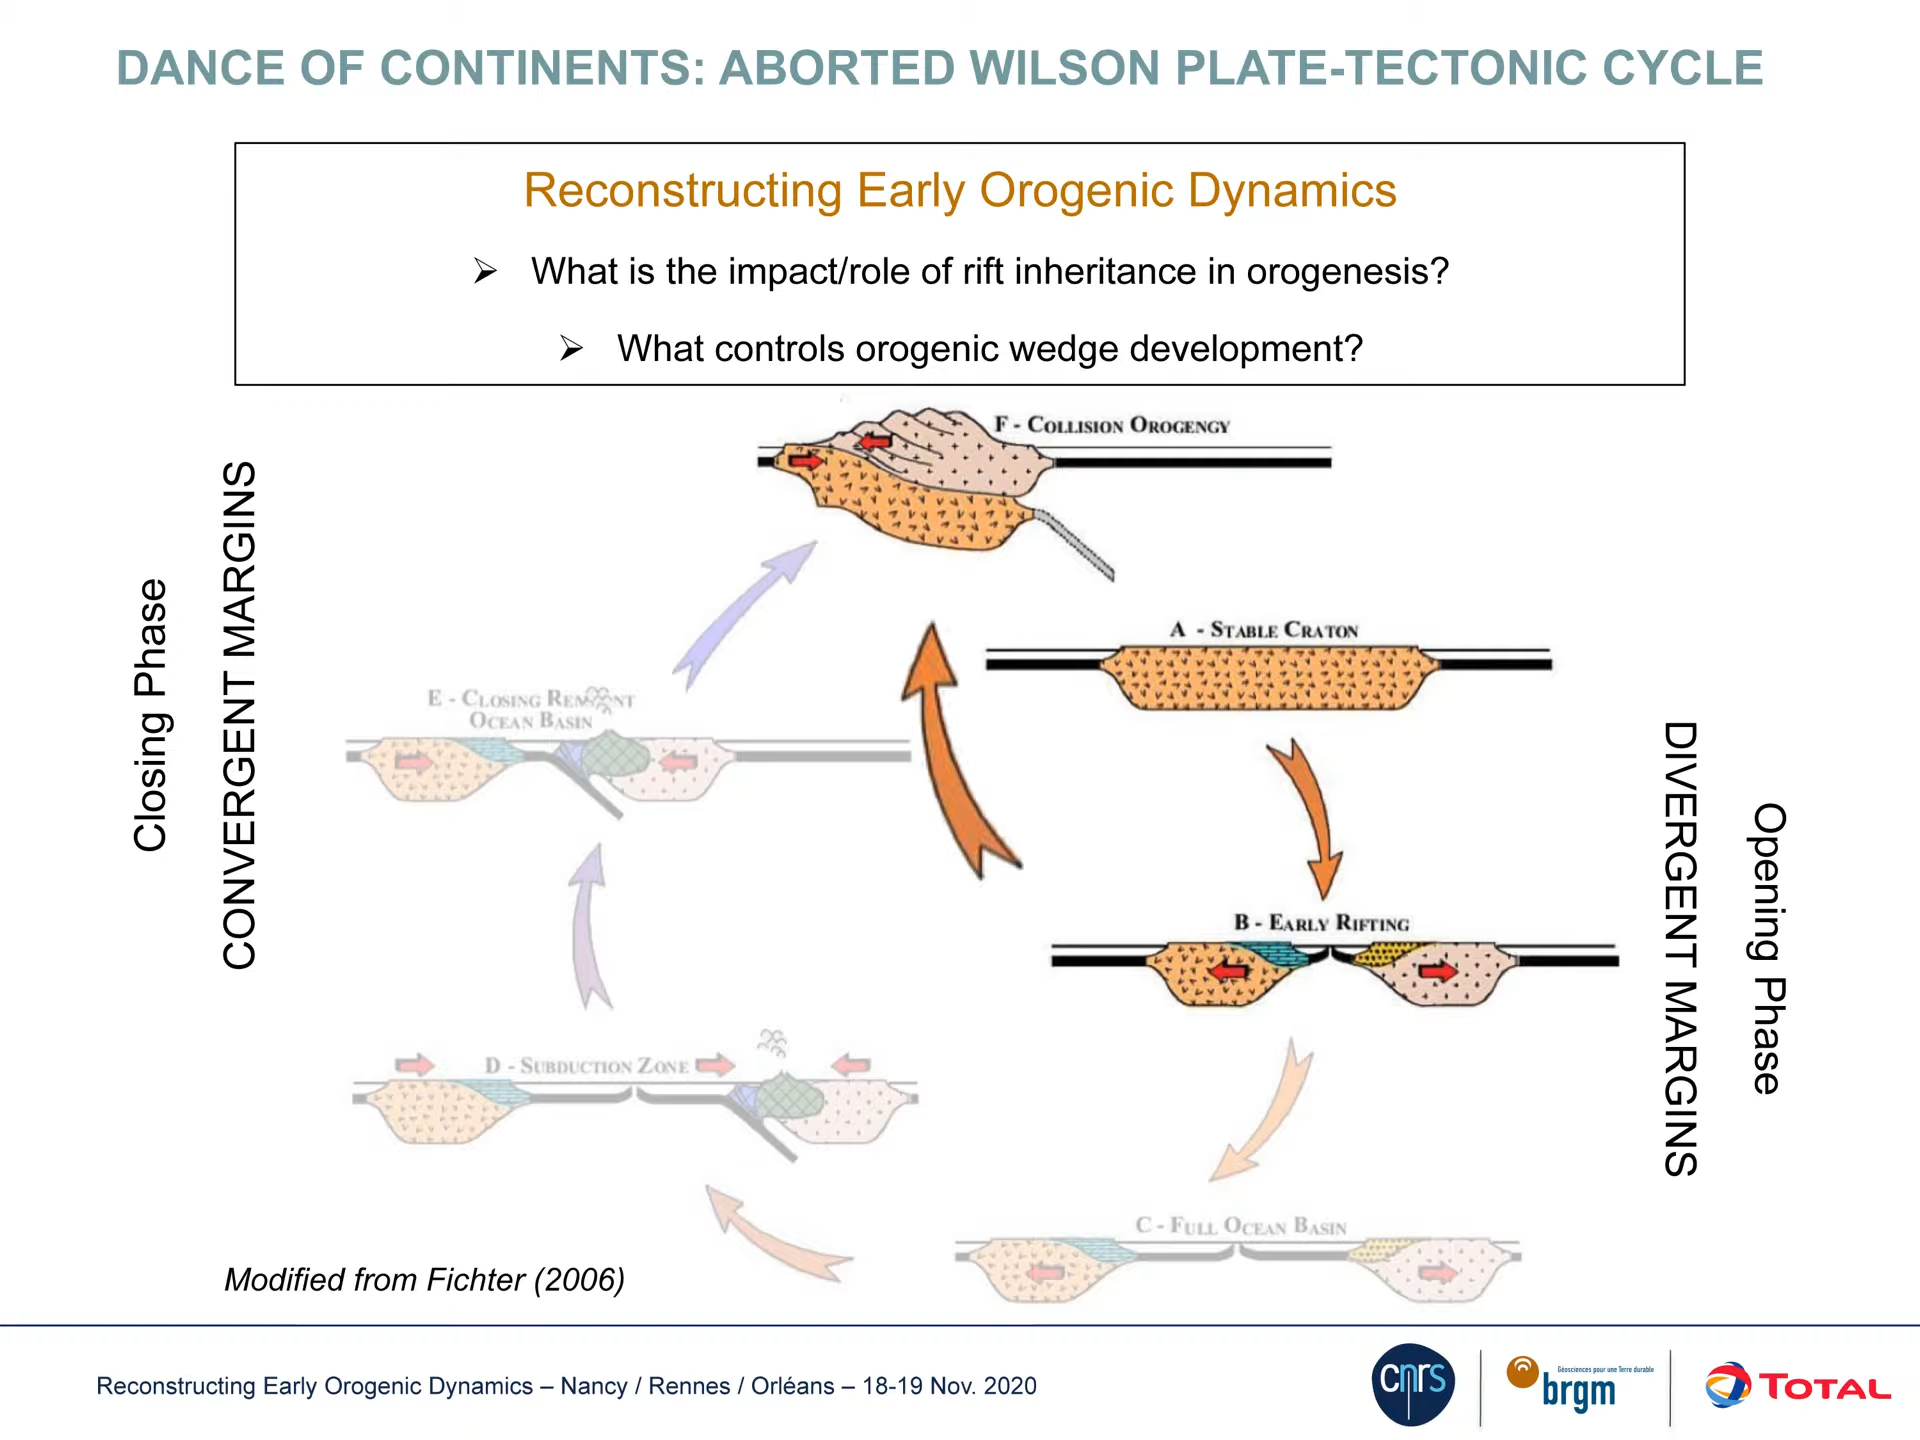 DANCE OF CONTINENTS: ABORTED WILSON PLATE-TECTONIC CYCLE
Reconstructing Early Orogenic Dynamics
➢ What is the impact/role of rift inheritance in orogenesis?
➢ What controls orogenic wedge development?
F - COLLISION OROGENGY
A - STABLE CRATON
Closing Phase
CONVERGENT MARGINS
E - CLOSING REMNANT
OCEAN BASIN
DIVERGENT MARGINS
Opening Phase
B - EARLY RIFTING
D - SUBDUCTION ZONE
C - FULL OCEAN BASIN
Modified from Fichter (2006)
Reconstructing Early Orogenic Dynamics – Nancy / Rennes / Orléans – 18-19 Nov. 2020
cnrs
Géosciences pour une Terre durable
brgm
TOTAL